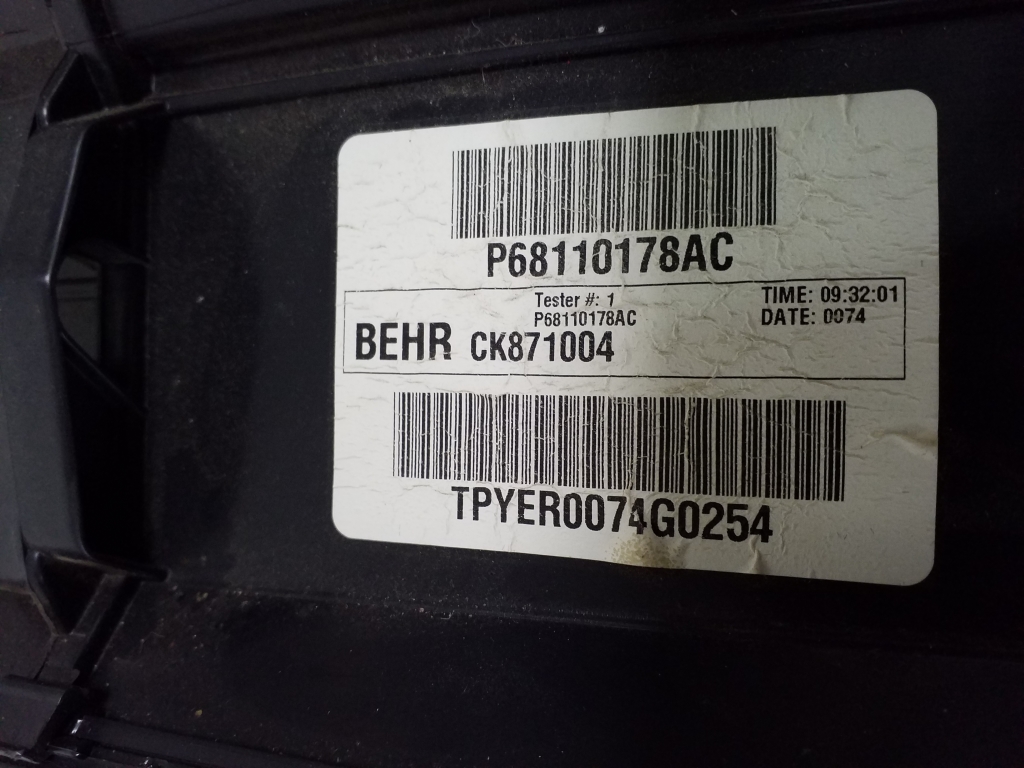 P68110178AC
Tester #: 1
TIME: 09:32:01
P68110178AC
DATE: 0074
BEHR CK871004
TPYER0074G0254